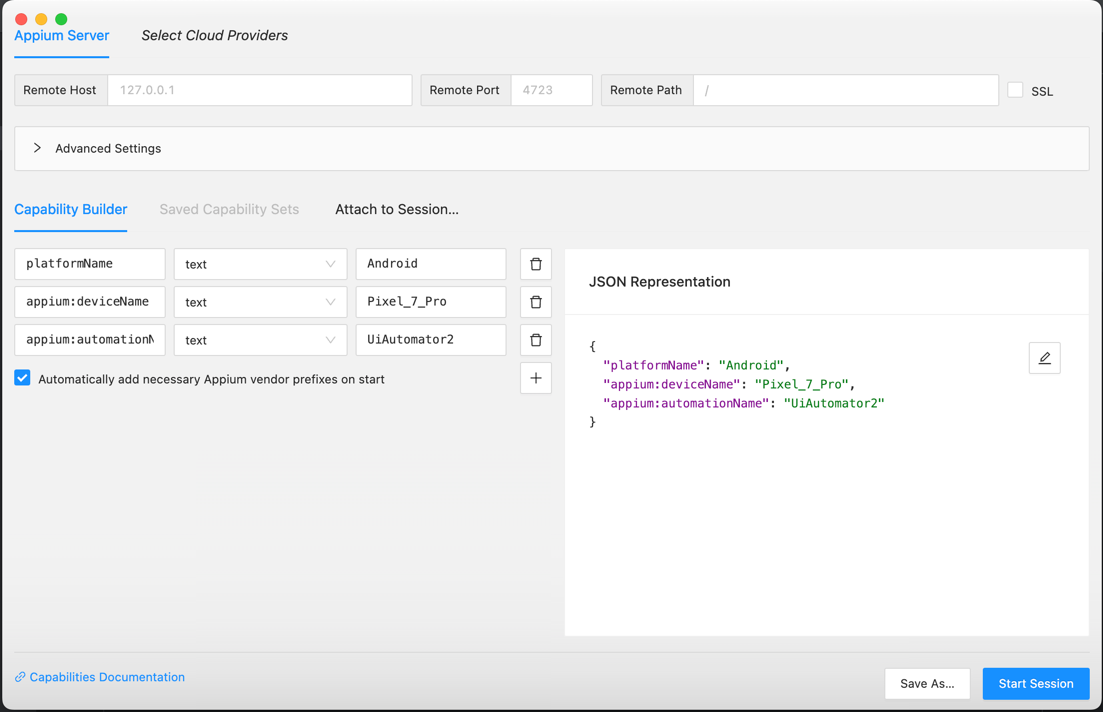 Appium Server Select Cloud Providers
Remote Host 127.0.0.1 Remote Port 4723 Remote Path / SSL
Advanced Settings
Capability Builder Saved Capability Sets Attach to Session...
platformName text Android
appium:deviceName text Pixel_7_Pro
appium:automationN text UiAutomator2
Automatically add necessary Appium vendor prefixes on start
JSON Representation
{
"platformName": "Android",
"appium:deviceName": "Pixel_7_Pro",
"appium:automationName": "UiAutomator2"
}
Capabilities Documentation
Save As... Start Session